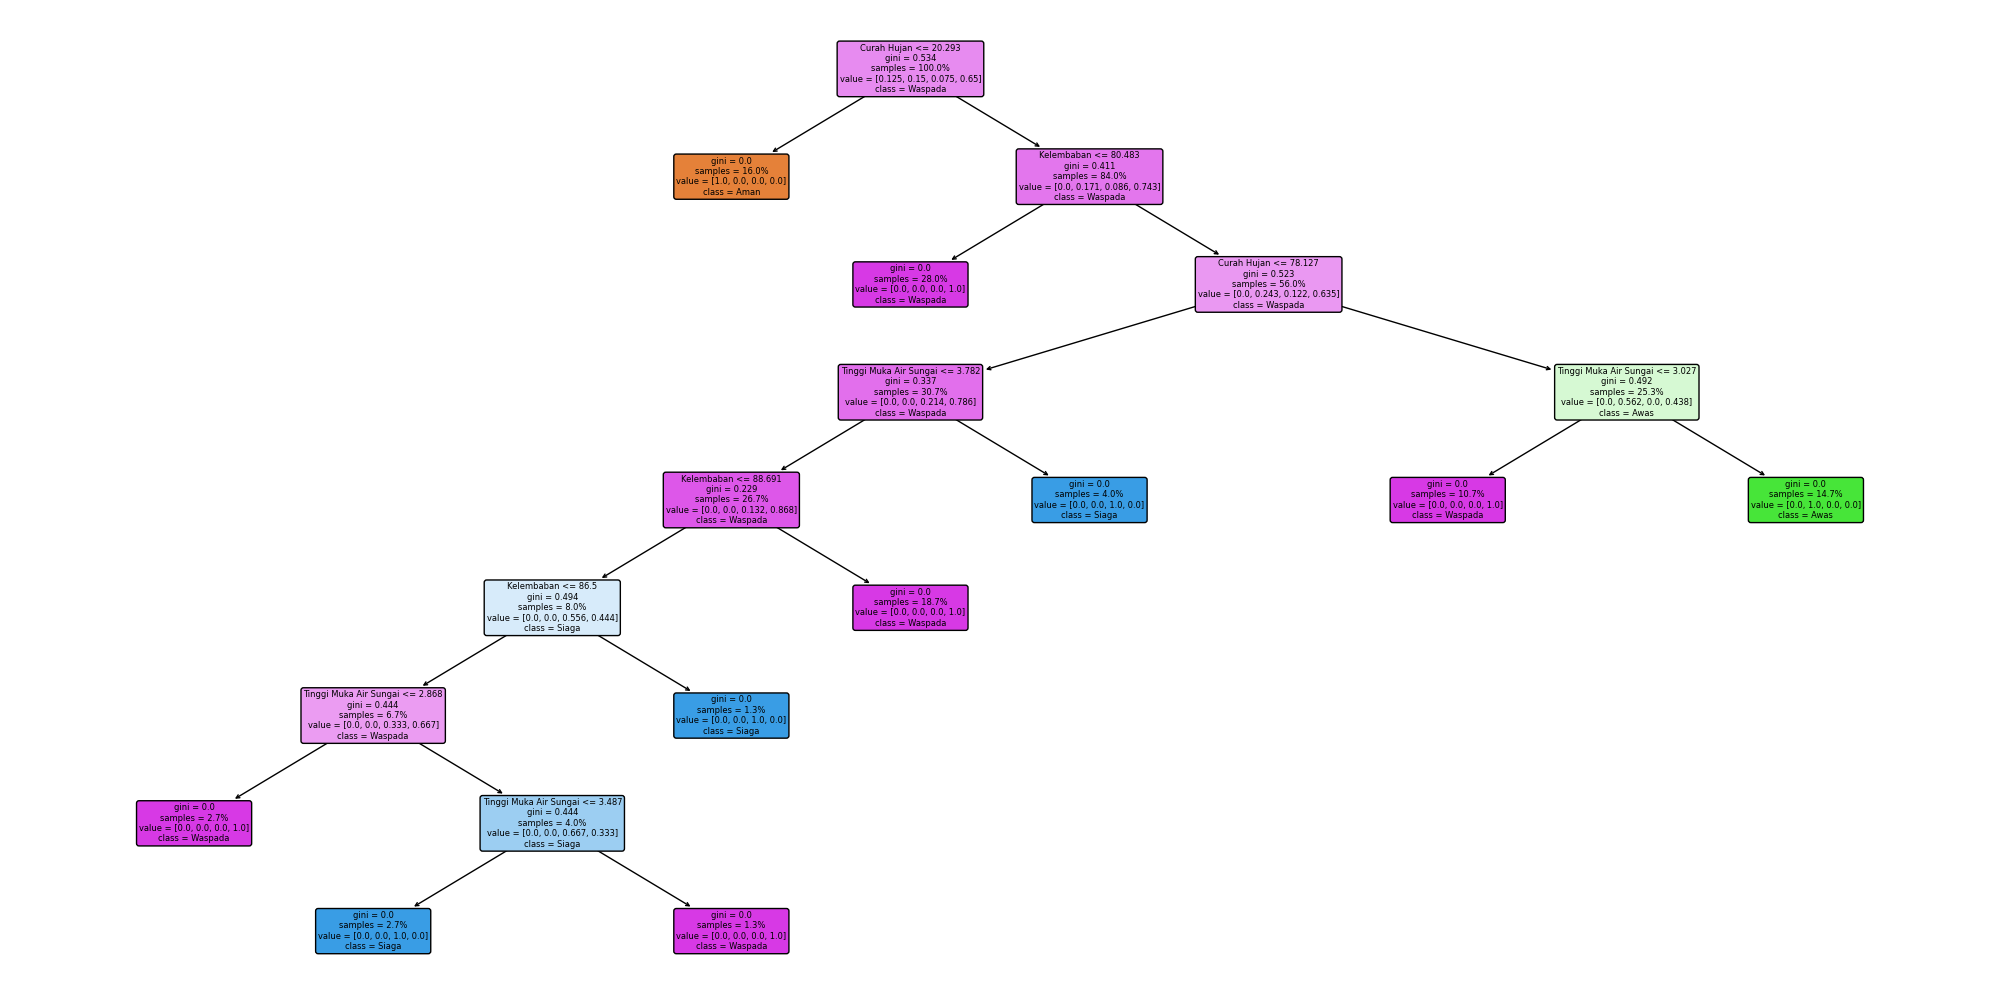 Curah Hujan <= 20.293
gini = 0.534
samples = 100.0%
value = [0.125, 0.15, 0.075, 0.65]
class = Waspada
gini = 0.0
samples = 16.0%
value = [1.0, 0.0, 0.0, 0.0]
class = Aman
Kelembaban <= 80.483
gini = 0.411
samples = 84.0%
value = [0.0, 0.171, 0.086, 0.743]
class = Waspada
gini = 0.0
samples = 28.0%
value = [0.0, 0.0, 0.0, 1.0]
class = Waspada
Curah Hujan <= 78.127
gini = 0.523
samples = 56.0%
value = [0.0, 0.243, 0.122, 0.635]
class = Waspada
Tinggi Muka Air Sungai <= 3.782
gini = 0.337
samples = 30.7%
value = [0.0, 0.0, 0.214, 0.786]
class = Waspada
Tinggi Muka Air Sungai <= 3.027
gini = 0.492
samples = 25.3%
value = [0.0, 0.562, 0.0, 0.438]
class = Awas
Kelembaban <= 88.691
gini = 0.229
samples = 26.7%
value = [0.0, 0.0, 0.132, 0.868]
class = Waspada
gini = 0.0
samples = 4.0%
value = [0.0, 0.0, 1.0, 0.0]
class = Siaga
gini = 0.0
samples = 10.7%
value = [0.0, 0.0, 0.0, 1.0]
class = Waspada
gini = 0.0
samples = 14.7%
value = [0.0, 1.0, 0.0, 0.0]
class = Awas
Kelembaban <= 86.5
gini = 0.494
samples = 8.0%
value = [0.0, 0.0, 0.556, 0.444]
class = Siaga
gini = 0.0
samples = 18.7%
value = [0.0, 0.0, 0.0, 1.0]
class = Waspada
Tinggi Muka Air Sungai <= 2.868
gini = 0.444
samples = 6.7%
value = [0.0, 0.0, 0.333, 0.667]
class = Waspada
gini = 0.0
samples = 1.3%
value = [0.0, 0.0, 1.0, 0.0]
class = Siaga
gini = 0.0
samples = 2.7%
value = [0.0, 0.0, 0.0, 1.0]
class = Waspada
Tinggi Muka Air Sungai <= 3.487
gini = 0.444
samples = 4.0%
value = [0.0, 0.0, 0.667, 0.333]
class = Siaga
gini = 0.0
samples = 2.7%
value = [0.0, 0.0, 1.0, 0.0]
class = Siaga
gini = 0.0
samples = 1.3%
value = [0.0, 0.0, 0.0, 1.0]
class = Waspada